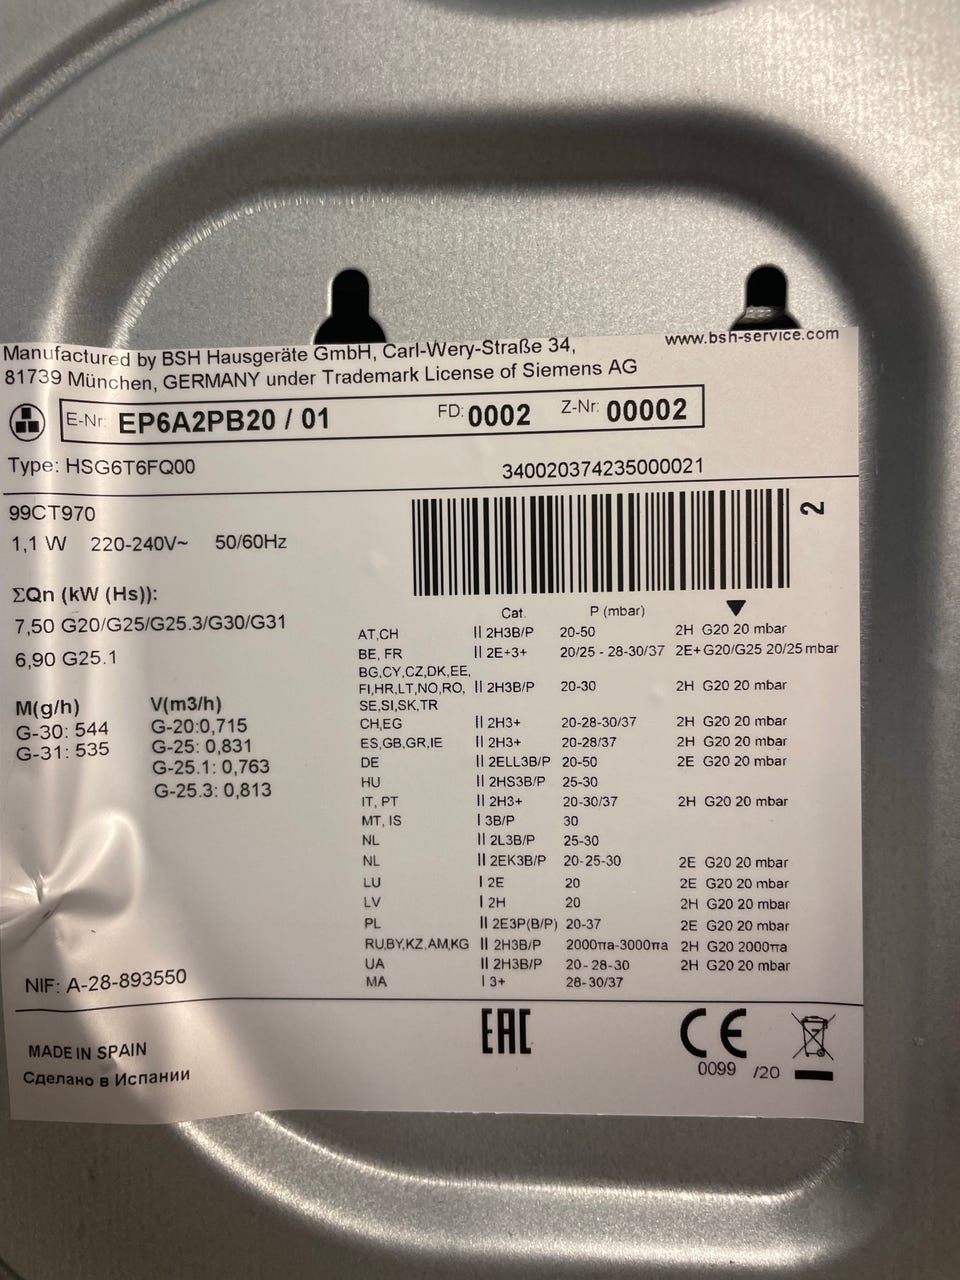 www.bsh-service.com
Manufactured by BSH Hausgeräte GmbH, Carl-Wery-Straße 34,
81739 München, GERMANY under Trademark License of Siemens AG
E-Nr: EP6A2PB20 / 01 FD: 0002 Z-Nr: 00002
Type: HSG6T6FQ00 340020374235000021
99CT970
2
1,1 W 220-240V~ 50/60Hz
ΣQn (kW (Hs)):
7,50 G20/G25/G25.3/G30/G31
6,90 G25.1
M(g/h) V(m3/h)
G-30: 544 G-20:0,715
G-31: 535 G-25: 0,831
G-25.1: 0,763
G-25.3: 0,813
Cat. P (mbar)
AT,CH II 2H3B/P 20-50 2H G20 20 mbar
BE, FR II 2E+3+ 20/25 - 28-30/37 2E+G20/G25 20/25 mbar
BG,CY,CZ,DK,EE,
FI,HR,LT,NO,RO, II 2H3B/P 20-30 2H G20 20 mbar
SE,SI,SK,TR
CH,EG II 2H3+ 20-28-30/37 2H G20 20 mbar
ES,GB,GR,IE II 2H3+ 20-28/37 2H G20 20 mbar
DE II 2ELL3B/P 20-50 2E G20 20 mbar
HU II 2HS3B/P 25-30
IT, PT II 2H3+ 20-30/37 2H G20 20 mbar
MT, IS I 3B/P 30
NL II 2L3B/P 25-30
NL II 2EK3B/P 20-25-30 2E G20 20 mbar
LU I 2E 20 2E G20 20 mbar
LV I 2H 20 2H G20 20 mbar
PL II 2E3P(B/P) 20-37 2E G20 20 mbar
RU,BY,KZ,AM,KG II 2H3B/P 2000πa-3000πa 2H G20 2000πa
UA II 2H3B/P 20-28-30 2H G20 20 mbar
MA I 3+ 28-30/37
NIF: A-28-893550
MADE IN SPAIN
Сделано в Испании
EAC
CE
0099 /20